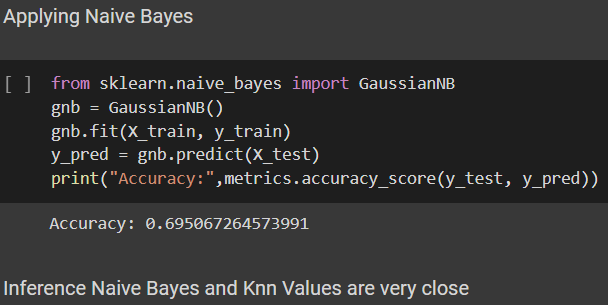 Applying Naive Bayes
[ ] from sklearn.naive_bayes import GaussianNB
gnb = GaussianNB()
gnb.fit(X_train, y_train)
y_pred = gnb.predict(X_test)
print("Accuracy:",metrics.accuracy_score(y_test, y_pred))
Accuracy: 0.695067264573991
Inference Naive Bayes and Knn Values are very close